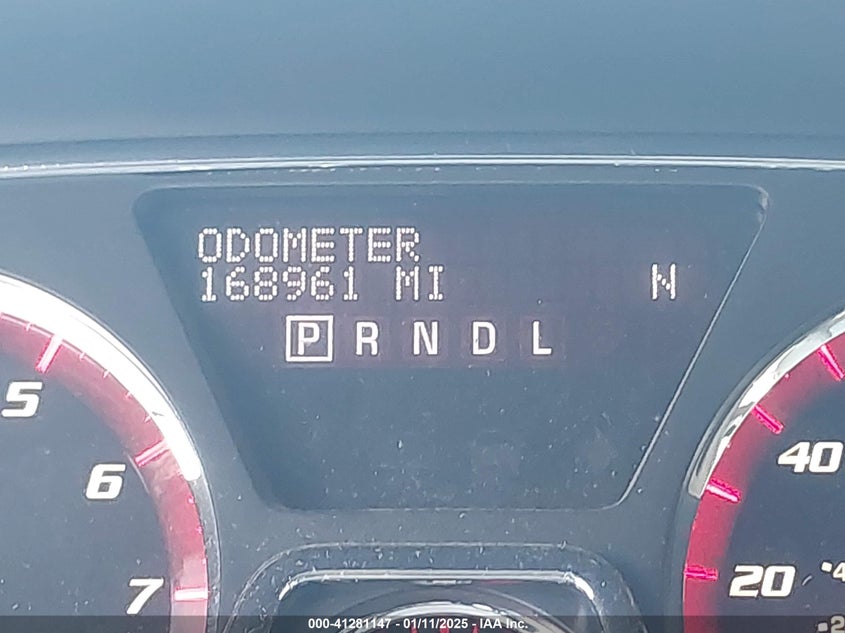 ODOMETER
168961 MI N
P R N D L
5
6
7
40
20
000-41281147 - 01/11/2025 - IAA Inc.